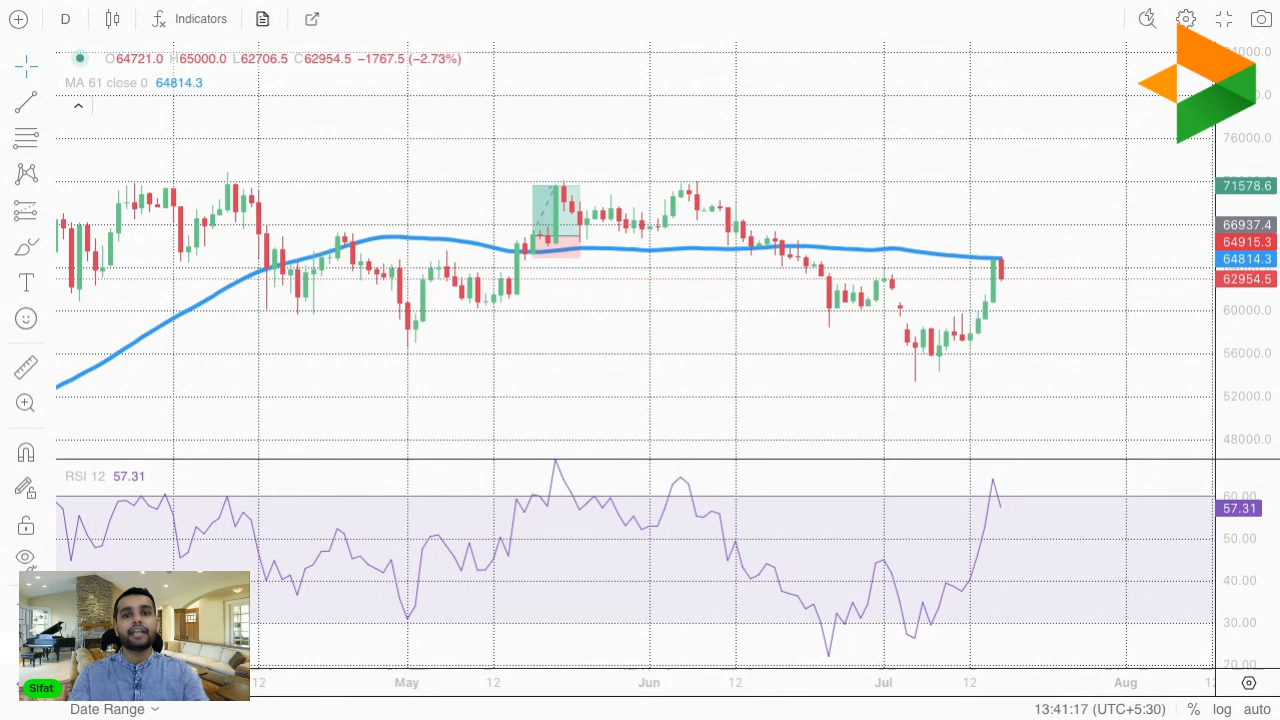 D Indicators
O64721.0 H65000.0 L62706.5 C62954.5 −1767.5 (−2.73%)
MA 61 close 0 64814.3
76000.0
71578.6
66937.4
64915.3
64814.3
62954.5
60000.0
56000.0
52000.0
48000.0
RSI 12 57.31
60.00
57.31
50.00
40.00
30.00
20.00
Sifat
12 May 12 Jun 12 Jul 12 Aug
Date Range 13:41:17 (UTC+5:30) % log auto